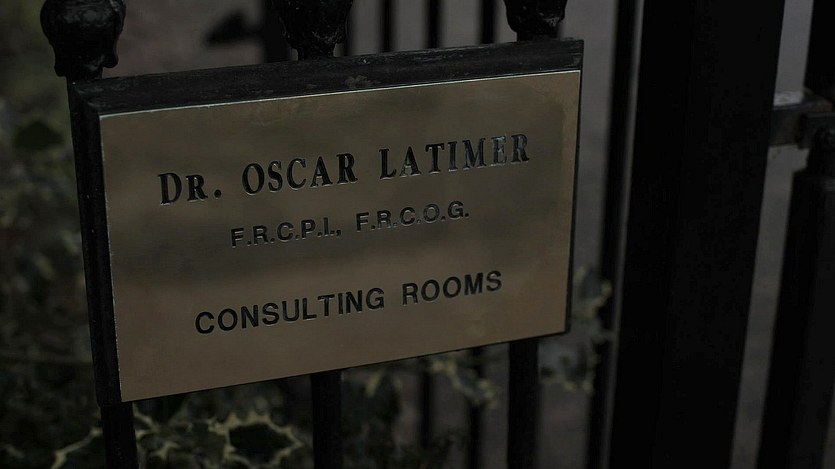 Dr. OSCAR LATIMER
F.R.C.P.I., F.R.C.O.G.
CONSULTING ROOMS